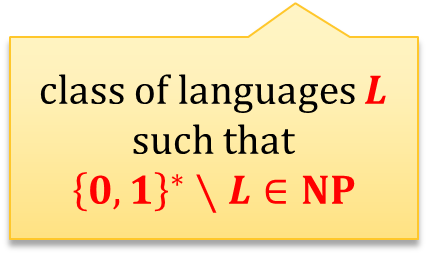 class of languages L
such that
{0, 1}* \ L ∈ NP